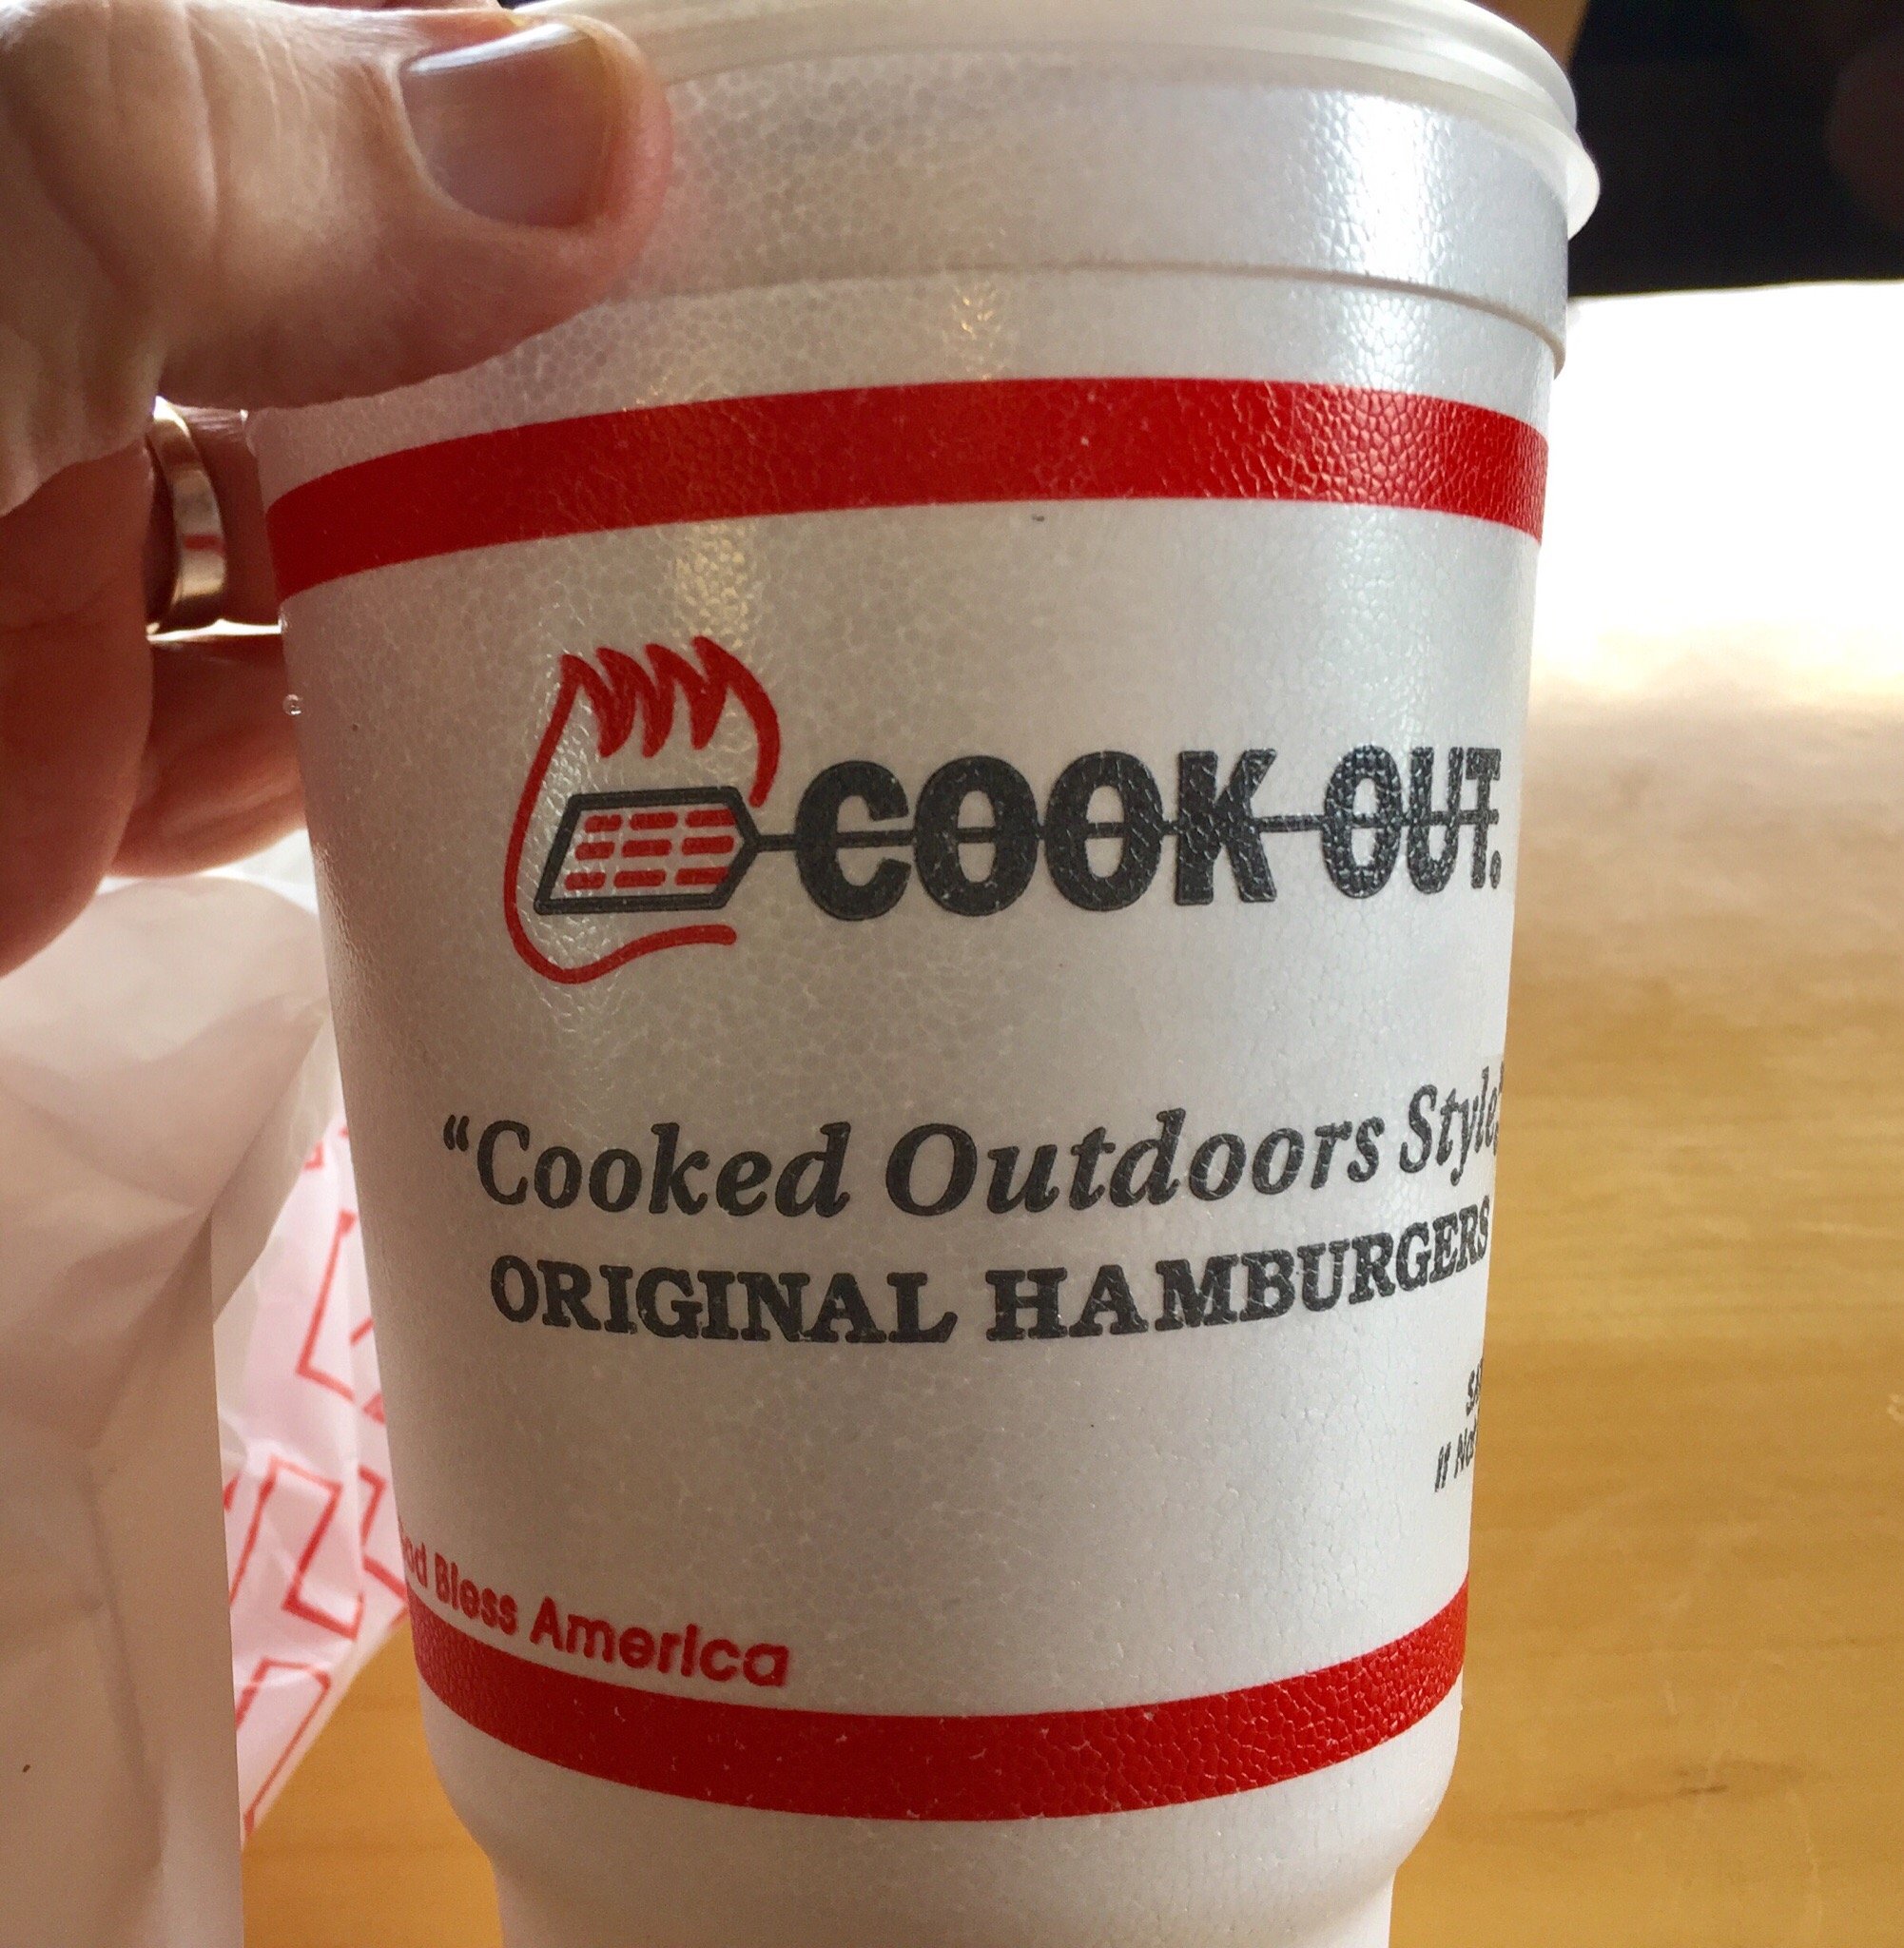 COOK OUT.
“Cooked Outdoors Style”
ORIGINAL HAMBURGERS
Bless America